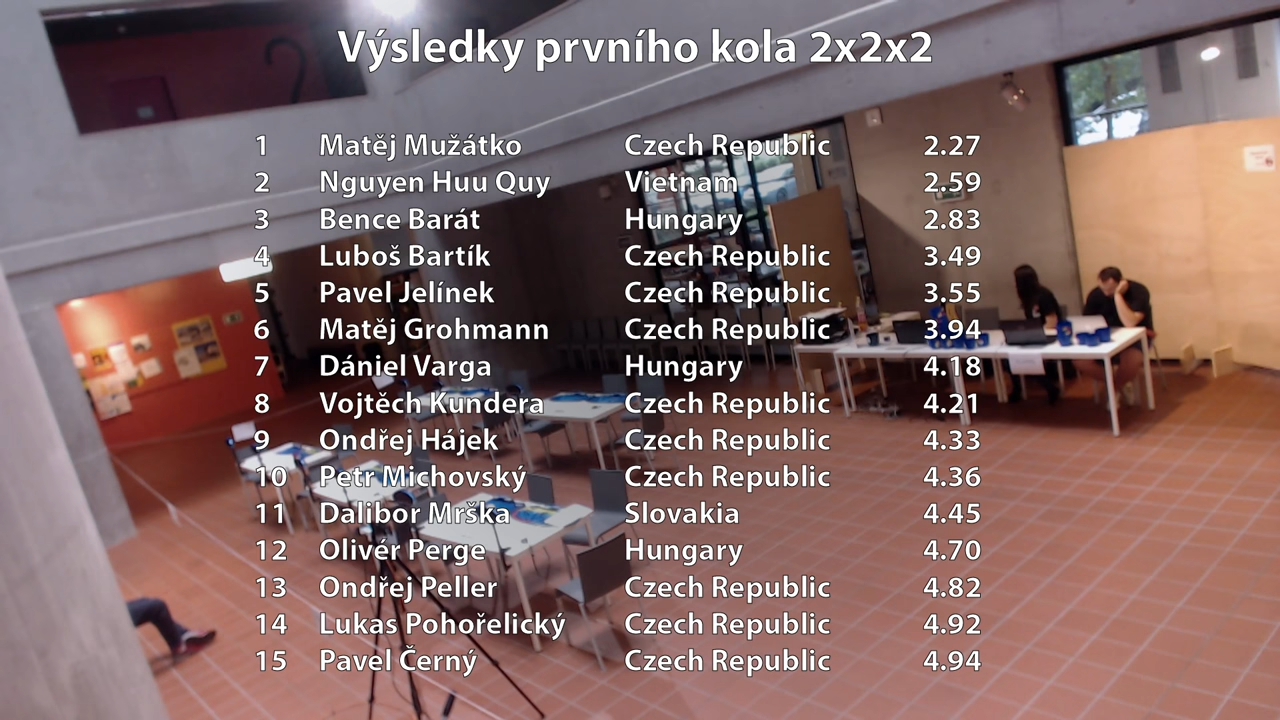 Výsledky prvního kola 2x2x2
1 Matěj Mužátko Czech Republic 2.27
2 Nguyen Huu Quy Vietnam 2.59
3 Bence Barát Hungary 2.83
4 Luboš Bartík Czech Republic 3.49
5 Pavel Jelínek Czech Republic 3.55
6 Matěj Grohmann Czech Republic 3.94
7 Dániel Varga Hungary 4.18
8 Vojtěch Kundera Czech Republic 4.21
9 Ondřej Hájek Czech Republic 4.33
10 Petr Michovský Czech Republic 4.36
11 Dalibor Mrška Slovakia 4.45
12 Olivér Perge Hungary 4.70
13 Ondřej Peller Czech Republic 4.82
14 Lukas Pohořelický Czech Republic 4.92
15 Pavel Černý Czech Republic 4.94